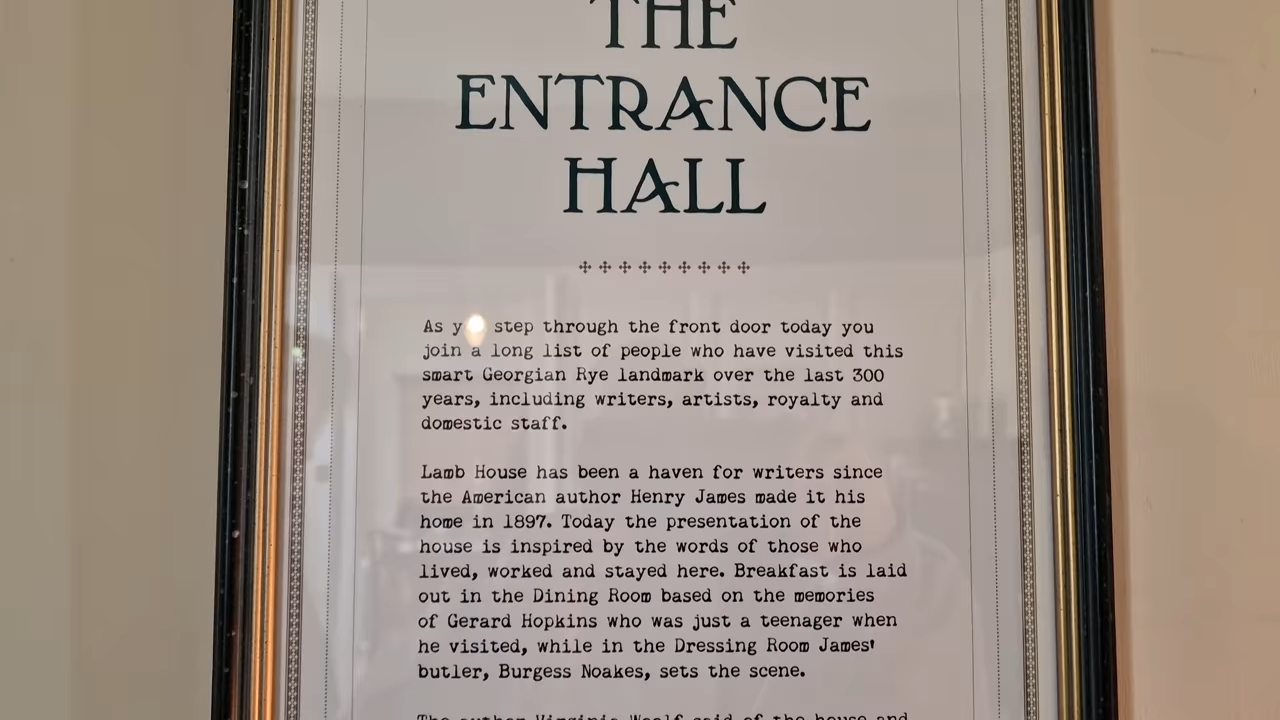 THE
ENTRANCE
HALL
As you step through the front door today you
join a long list of people who have visited this
smart Georgian Rye landmark over the last 300
years, including writers, artists, royalty and
domestic staff.
Lamb House has been a haven for writers since
the American author Henry James made it his
home in 1897. Today the presentation of the
house is inspired by the words of those who
lived, worked and stayed here. Breakfast is laid
out in the Dining Room based on the memories
of Gerard Hopkins who was just a teenager when
he visited, while in the Dressing Room James'
butler, Burgess Noakes, sets the scene.
The author Virginia Woolf said of the house and